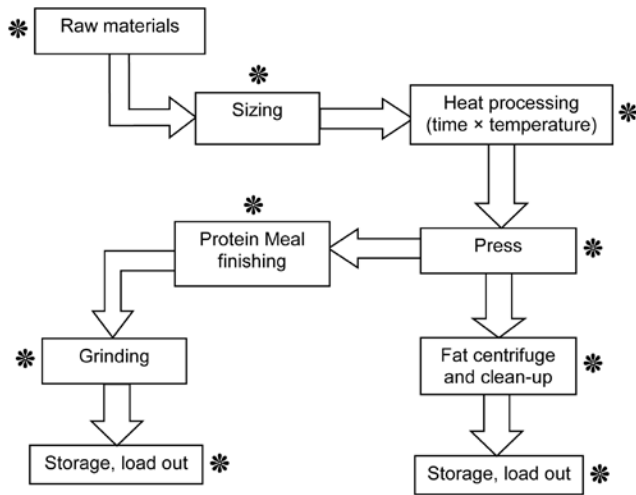 Raw materials
Sizing
Heat processing
(time × temperature)
Protein Meal
finishing
Press
Grinding
Fat centrifuge
and clean-up
Storage, load out
Storage, load out